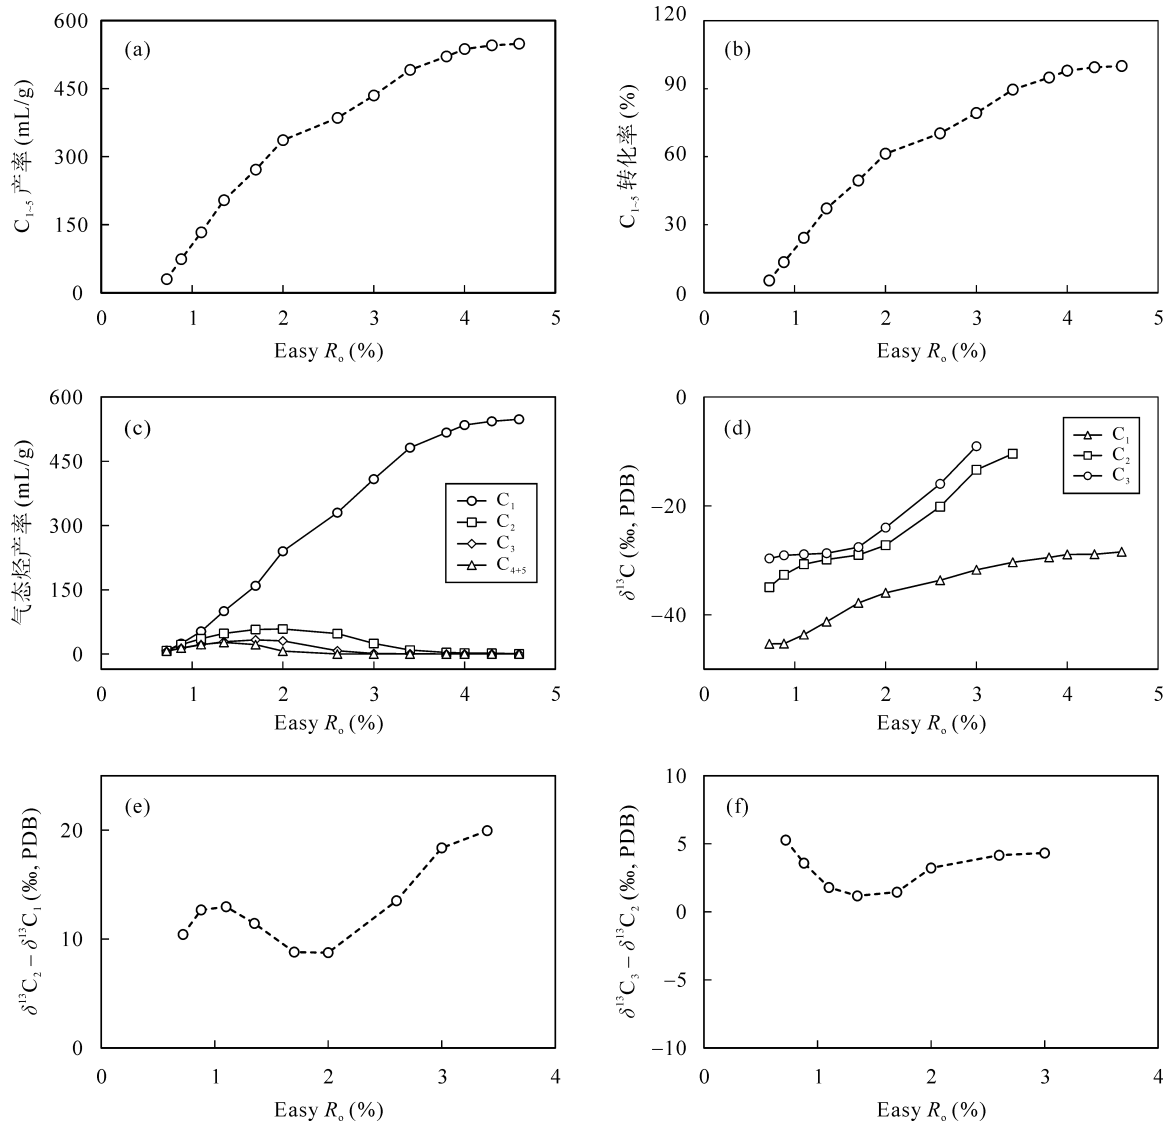 (a)
C₁~₅ 产率 (mL/g)
600
450
300
150
0
0 1 2 3 4 5
Easy Rₒ (%)
(b)
C₁~₅ 转化率 (%)
120
90
60
30
0
0 1 2 3 4 5
Easy Rₒ (%)
(c)
气态烃产率 (mL/g)
600
450
300
150
0
C₁
C₂
C₃
C₄₊₅
0 1 2 3 4 5
Easy Rₒ (%)
(d)
δ¹³C (‰, PDB)
−0
−20
−40
C₁
C₂
C₃
0 1 2 3 4 5
Easy Rₒ (%)
(e)
δ¹³C₂ − δ¹³C₁ (‰, PDB)
20
10
0
0 1 2 3 4
Easy Rₒ (%)
(f)
δ¹³C₃ − δ¹³C₂ (‰, PDB)
10
5
0
−5
−10
0 1 2 3 4
Easy Rₒ (%)